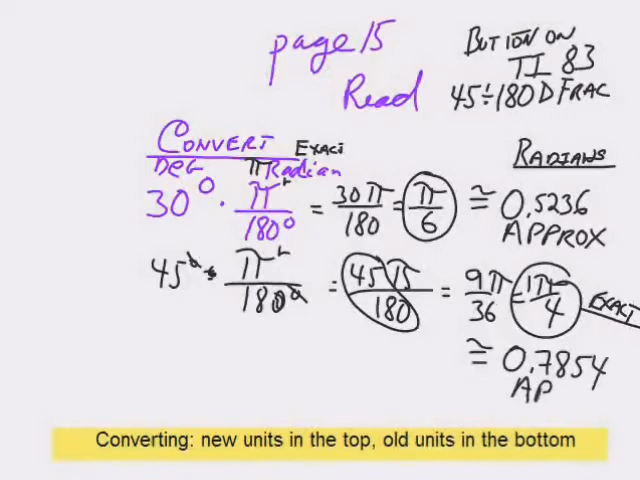 page 15
Read
BUTTON ON
TI 83
45÷180 D FRAC
CONVERT EXACT
DEG π Radian
RADIANS
30° · π^r/180° = 30π/180 = π/6 ≅ 0.5236
APPROX
45° · π^r/180° = 45π/180 = 9π/36 = 1π/4 EXACT
≅ 0.7854
AP
Converting: new units in the top, old units in the bottom